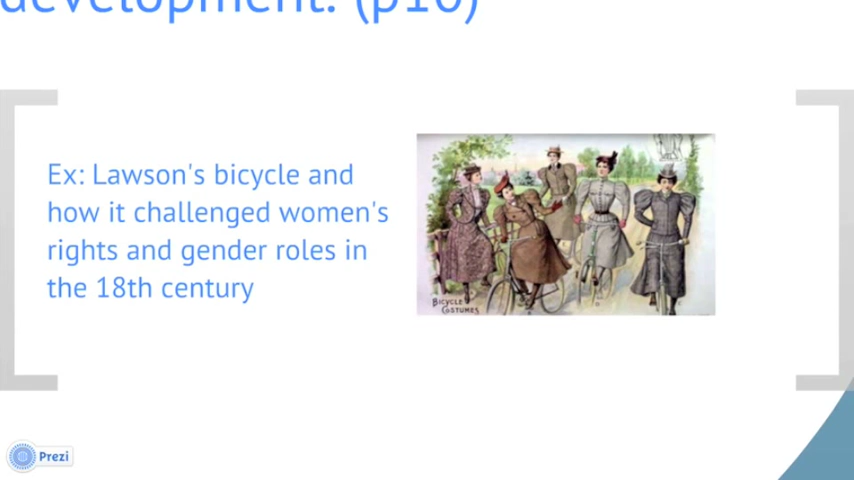 development. (p16)
Ex: Lawson's bicycle and
how it challenged women's
rights and gender roles in
the 18th century
BICYCLE
COSTUMES
Prezi